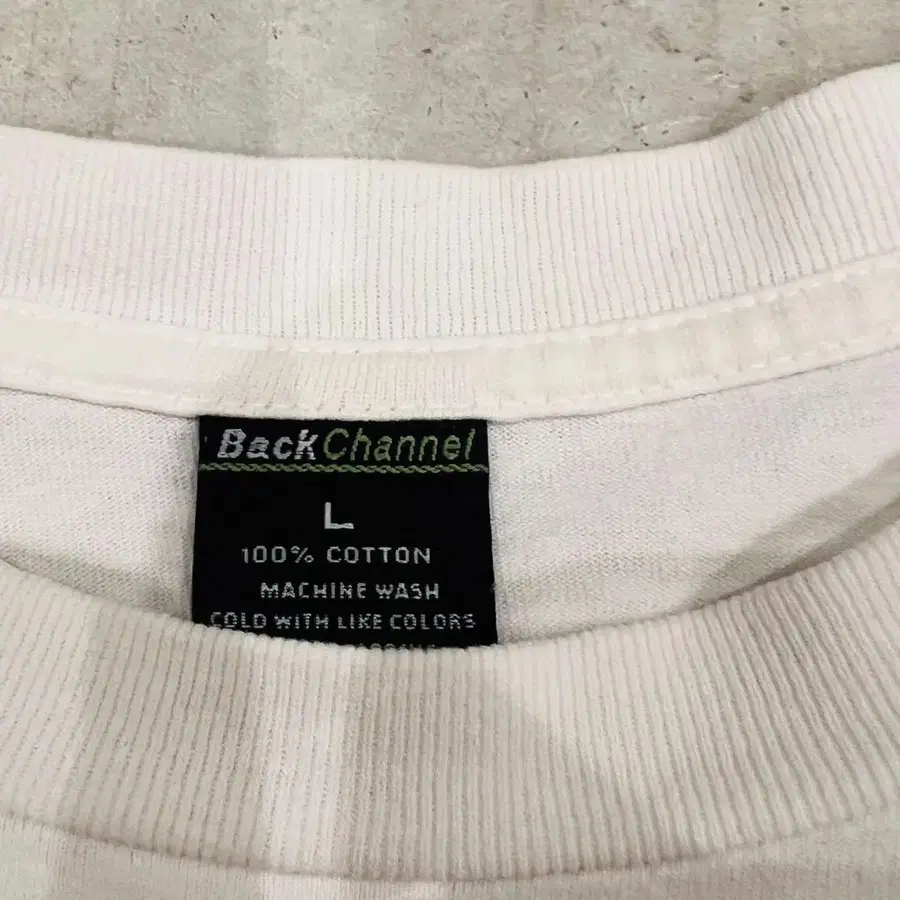 BackChannel
L
100% COTTON
MACHINE WASH
COLD WITH LIKE COLORS